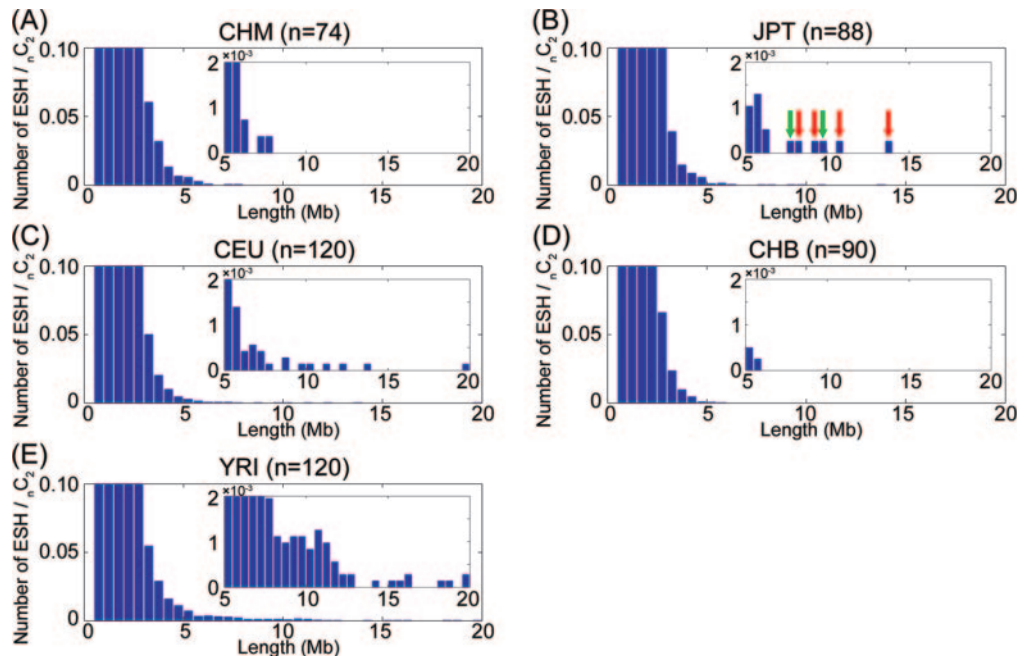 (A)
CHM (n=74)
Number of ESH / nC2
0.10
0.05
0
0 5 10 15 20
Length (Mb)
×10-3
2
1
0
5 10 15 20
(B)
JPT (n=88)
Number of ESH / nC2
0.10
0.05
0
0 5 10 15 20
Length (Mb)
×10-3
2
1
0
5 10 15 20
(C)
CEU (n=120)
Number of ESH / nC2
0.10
0.05
0
0 5 10 15 20
Length (Mb)
×10-3
2
1
0
5 10 15 20
(D)
CHB (n=90)
Number of ESH / nC2
0.10
0.05
0
0 5 10 15 20
Length (Mb)
×10-3
2
1
0
5 10 15 20
(E)
YRI (n=120)
Number of ESH / nC2
0.10
0.05
0
0 5 10 15 20
Length (Mb)
×10-3
2
1
0
5 10 15 20